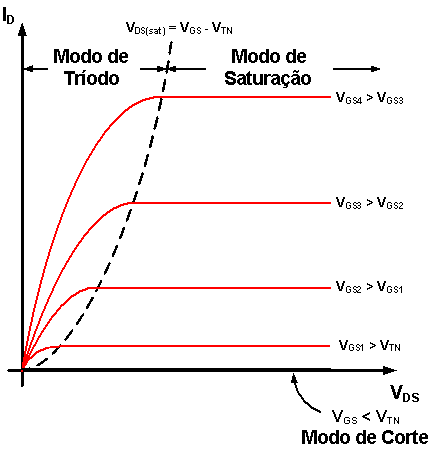 I_D
V_DS(sat) = V_GS - V_TN
Modo de
Tríodo
Modo de
Saturação
V_GS4 > V_GS3
V_GS3 > V_GS2
V_GS2 > V_GS1
V_GS1 > V_TN
V_DS
V_GS < V_TN
Modo de Corte